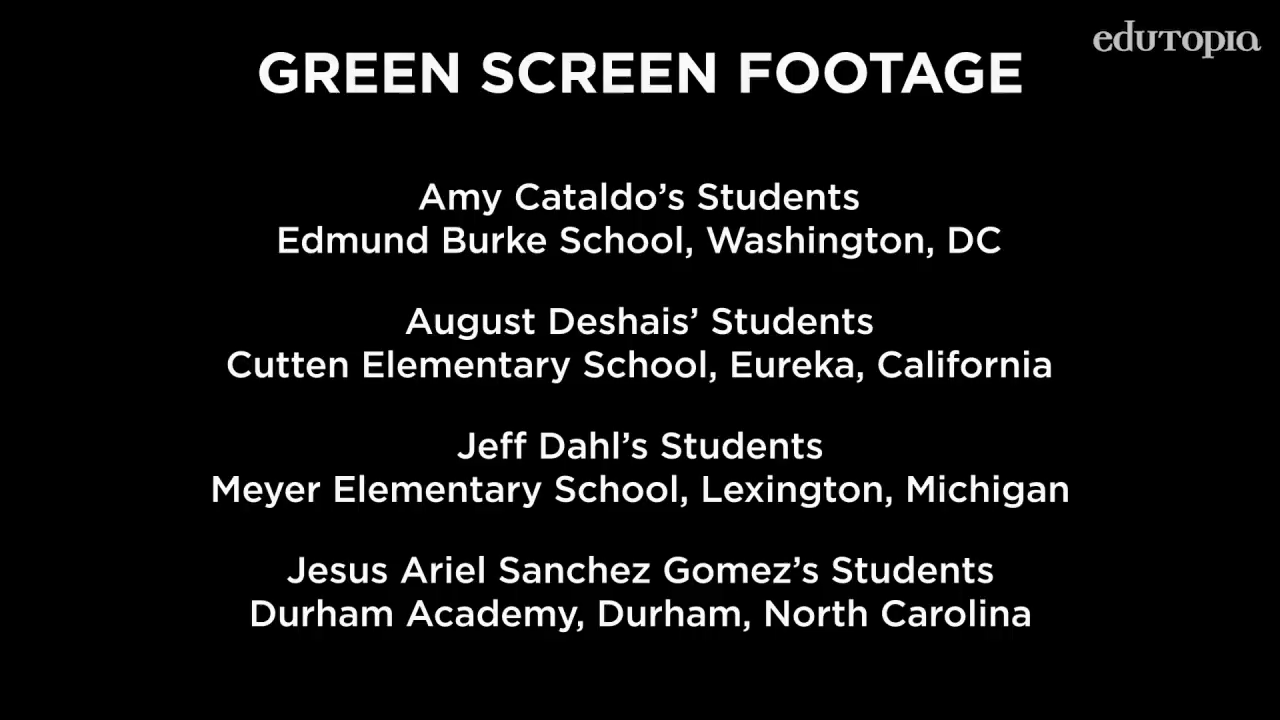 edutopia
GREEN SCREEN FOOTAGE
Amy Cataldo’s Students
Edmund Burke School, Washington, DC
August Deshais’ Students
Cutten Elementary School, Eureka, California
Jeff Dahl’s Students
Meyer Elementary School, Lexington, Michigan
Jesus Ariel Sanchez Gomez’s Students
Durham Academy, Durham, North Carolina